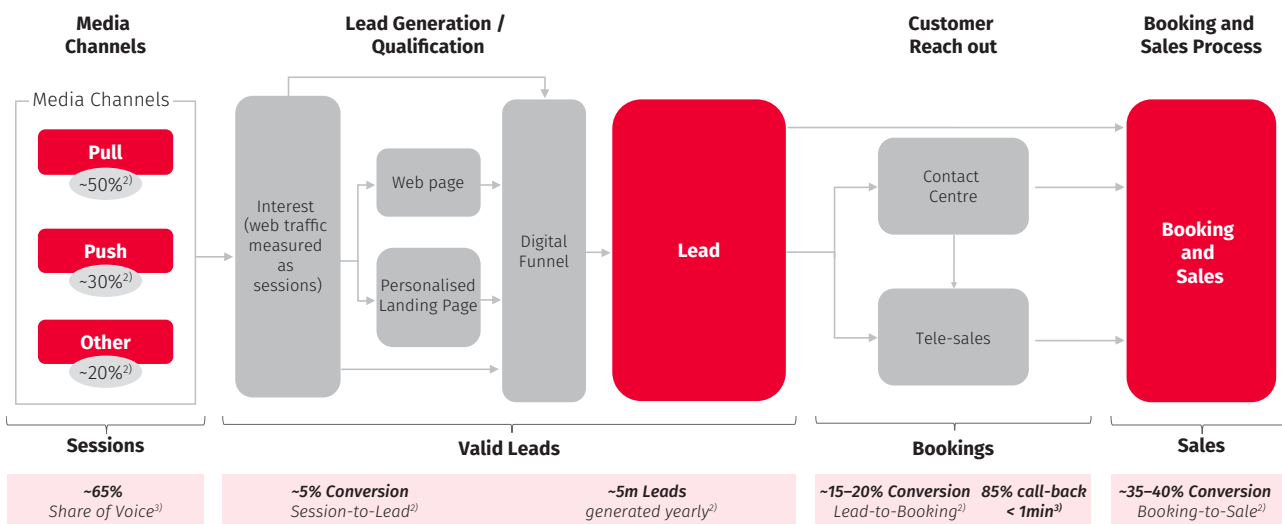 Media
Channels
Lead Generation /
Qualification
Customer
Reach out
Booking and
Sales Process
Media Channels
Pull
~50%2)
Push
~30%2)
Other
~20%2)
Interest
(web traffic
measured
as
sessions)
Web page
Personalised
Landing Page
Digital
Funnel
Lead
Contact
Centre
Tele-sales
Booking
and
Sales
Sessions
Valid Leads
Bookings
Sales
~65%
Share of Voice3)
~5% Conversion
Session-to-Lead2)
~5m Leads
generated yearly2)
~15–20% Conversion
Lead-to-Booking2)
85% call-back
< 1min3)
~35–40% Conversion
Booking-to-Sale2)